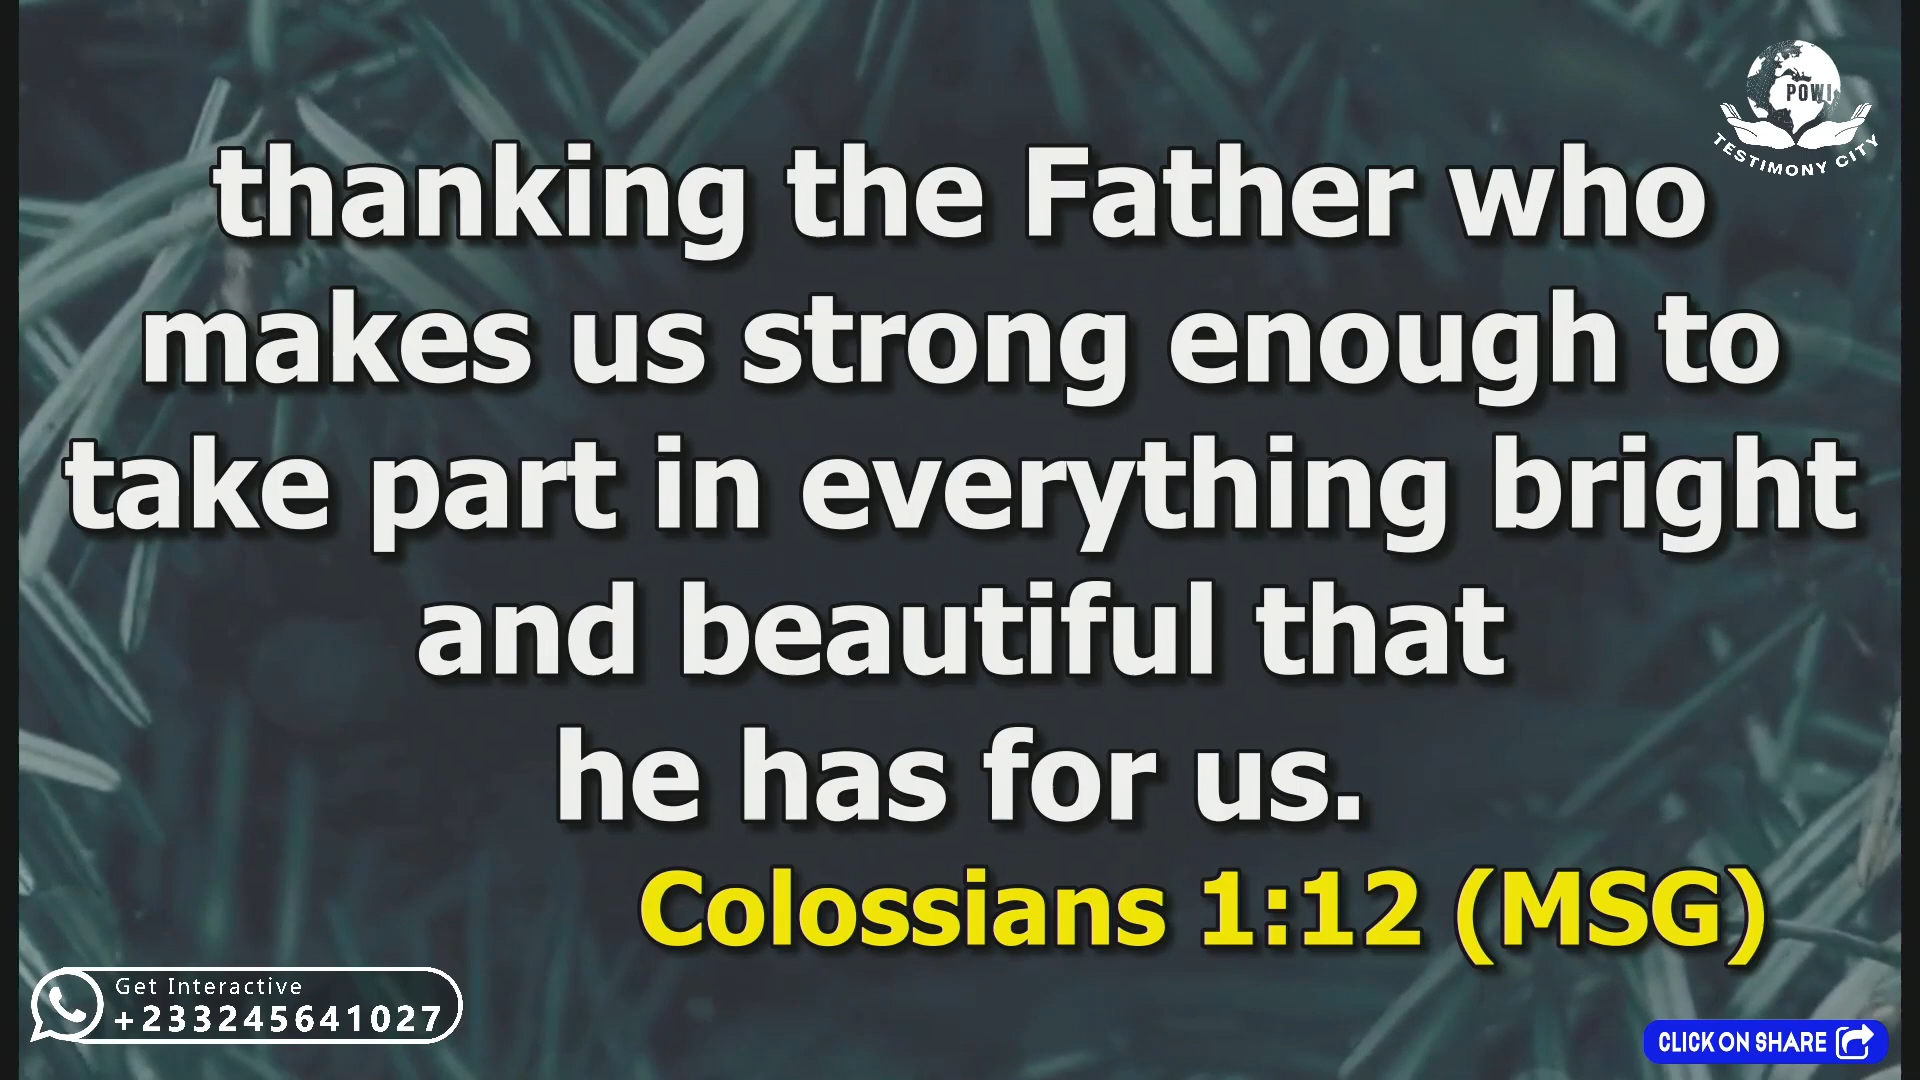 POWI
TESTIMONY CITY
thanking the Father who
makes us strong enough to
take part in everything bright
and beautiful that
he has for us.
Colossians 1:12 (MSG)
Get Interactive
+233245641027
CLICK ON SHARE